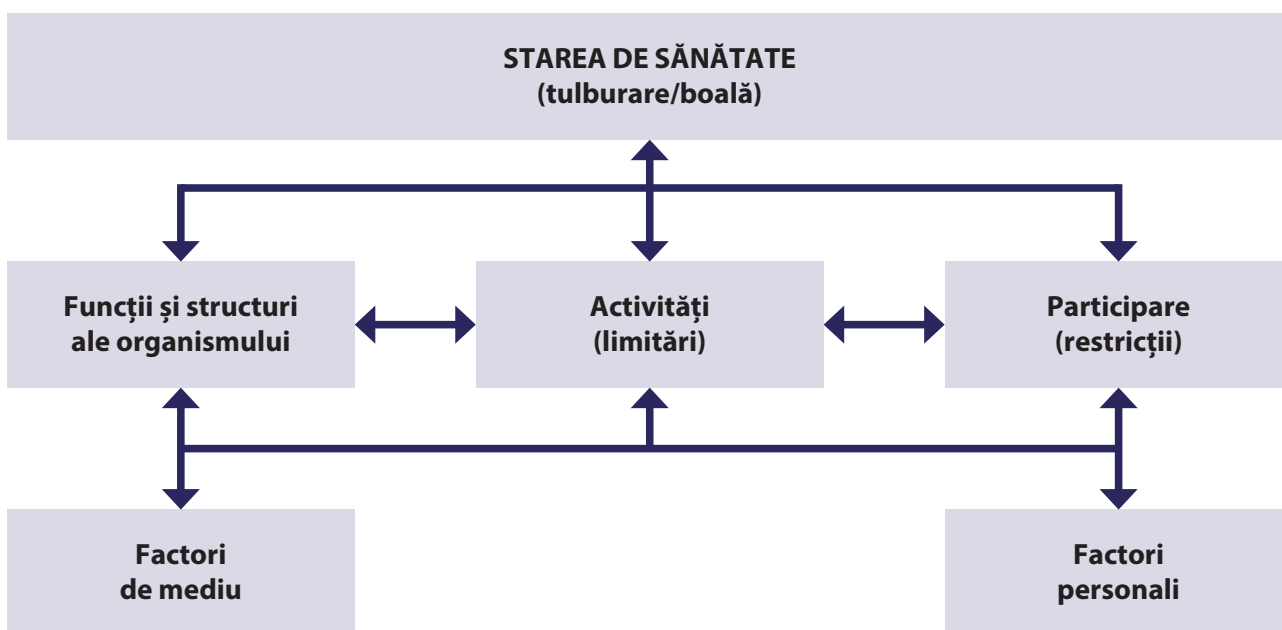 STAREA DE SĂNĂTATE
(tulburare/boală)
Funcții și structuri
ale organismului
Activități
(limitări)
Participare
(restricții)
Factori
de mediu
Factori
personali